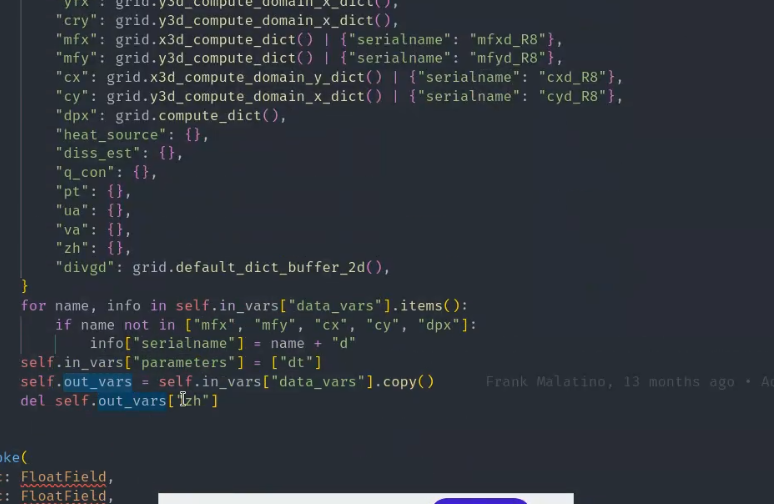 "yfx": grid.y3d_compute_domain_x_dict(),
"cry": grid.y3d_compute_domain_x_dict(),
"mfx": grid.x3d_compute_dict() | {"serialname": "mfxd_R8"},
"mfy": grid.y3d_compute_dict() | {"serialname": "mfyd_R8"},
"cx": grid.x3d_compute_domain_y_dict() | {"serialname": "cxd_R8"},
"cy": grid.y3d_compute_domain_x_dict() | {"serialname": "cyd_R8"},
"dpx": grid.compute_dict(),
"heat_source": {},
"diss_est": {},
"q_con": {},
"pt": {},
"ua": {},
"va": {},
"zh": {},
"divgd": grid.default_dict_buffer_2d(),
}
for name, info in self.in_vars["data_vars"].items():
if name not in ["mfx", "mfy", "cx", "cy", "dpx"]:
info["serialname"] = name + "d"
self.in_vars["parameters"] = ["dt"]
self.out_vars = self.in_vars["data_vars"].copy() Frank Malatino, 13 months ago •
del self.out_vars["zh"]
oke(
: FloatField,
: FloatField,